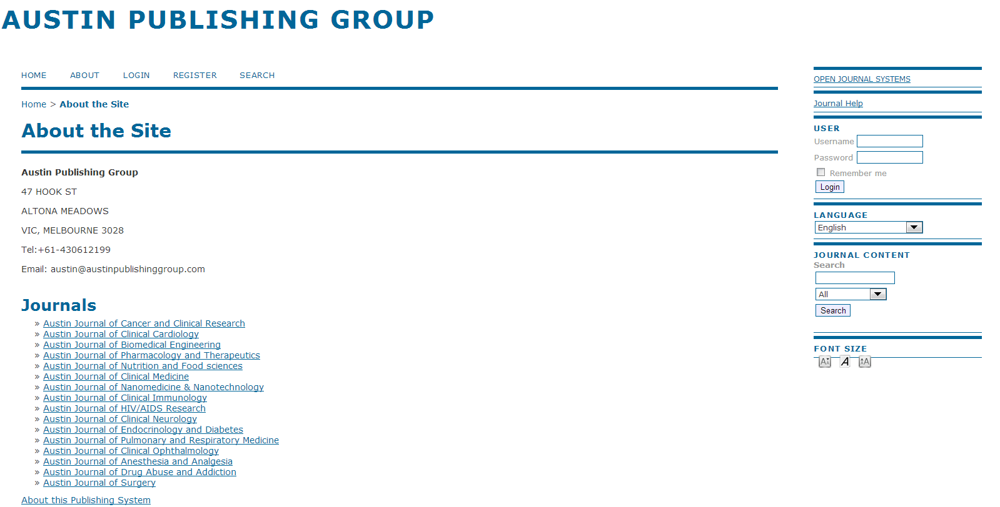 AUSTIN PUBLISHING GROUP
HOME ABOUT LOGIN REGISTER SEARCH
Home > About the Site
About the Site
Austin Publishing Group
47 HOOK ST
ALTONA MEADOWS
VIC, MELBOURNE 3028
Tel:+61-430612199
Email: austin@austinpublishinggroup.com
Journals
» Austin Journal of Cancer and Clinical Research
» Austin Journal of Clinical Cardiology
» Austin Journal of Biomedical Engineering
» Austin Journal of Pharmacology and Therapeutics
» Austin Journal of Nutrition and Food sciences
» Austin Journal of Clinical Medicine
» Austin Journal of Nanomedicine & Nanotechnology
» Austin Journal of Clinical Immunology
» Austin Journal of HIV/AIDS Research
» Austin Journal of Clinical Neurology
» Austin Journal of Endocrinology and Diabetes
» Austin Journal of Pulmonary and Respiratory Medicine
» Austin Journal of Clinical Ophthalmology
» Austin Journal of Anesthesia and Analgesia
» Austin Journal of Drug Abuse and Addiction
» Austin Journal of Surgery
About this Publishing System
OPEN JOURNAL SYSTEMS
Journal Help
USER
Username
Password
Remember me
Login
LANGUAGE
English
JOURNAL CONTENT
Search
All
Search
FONT SIZE
AA A AA